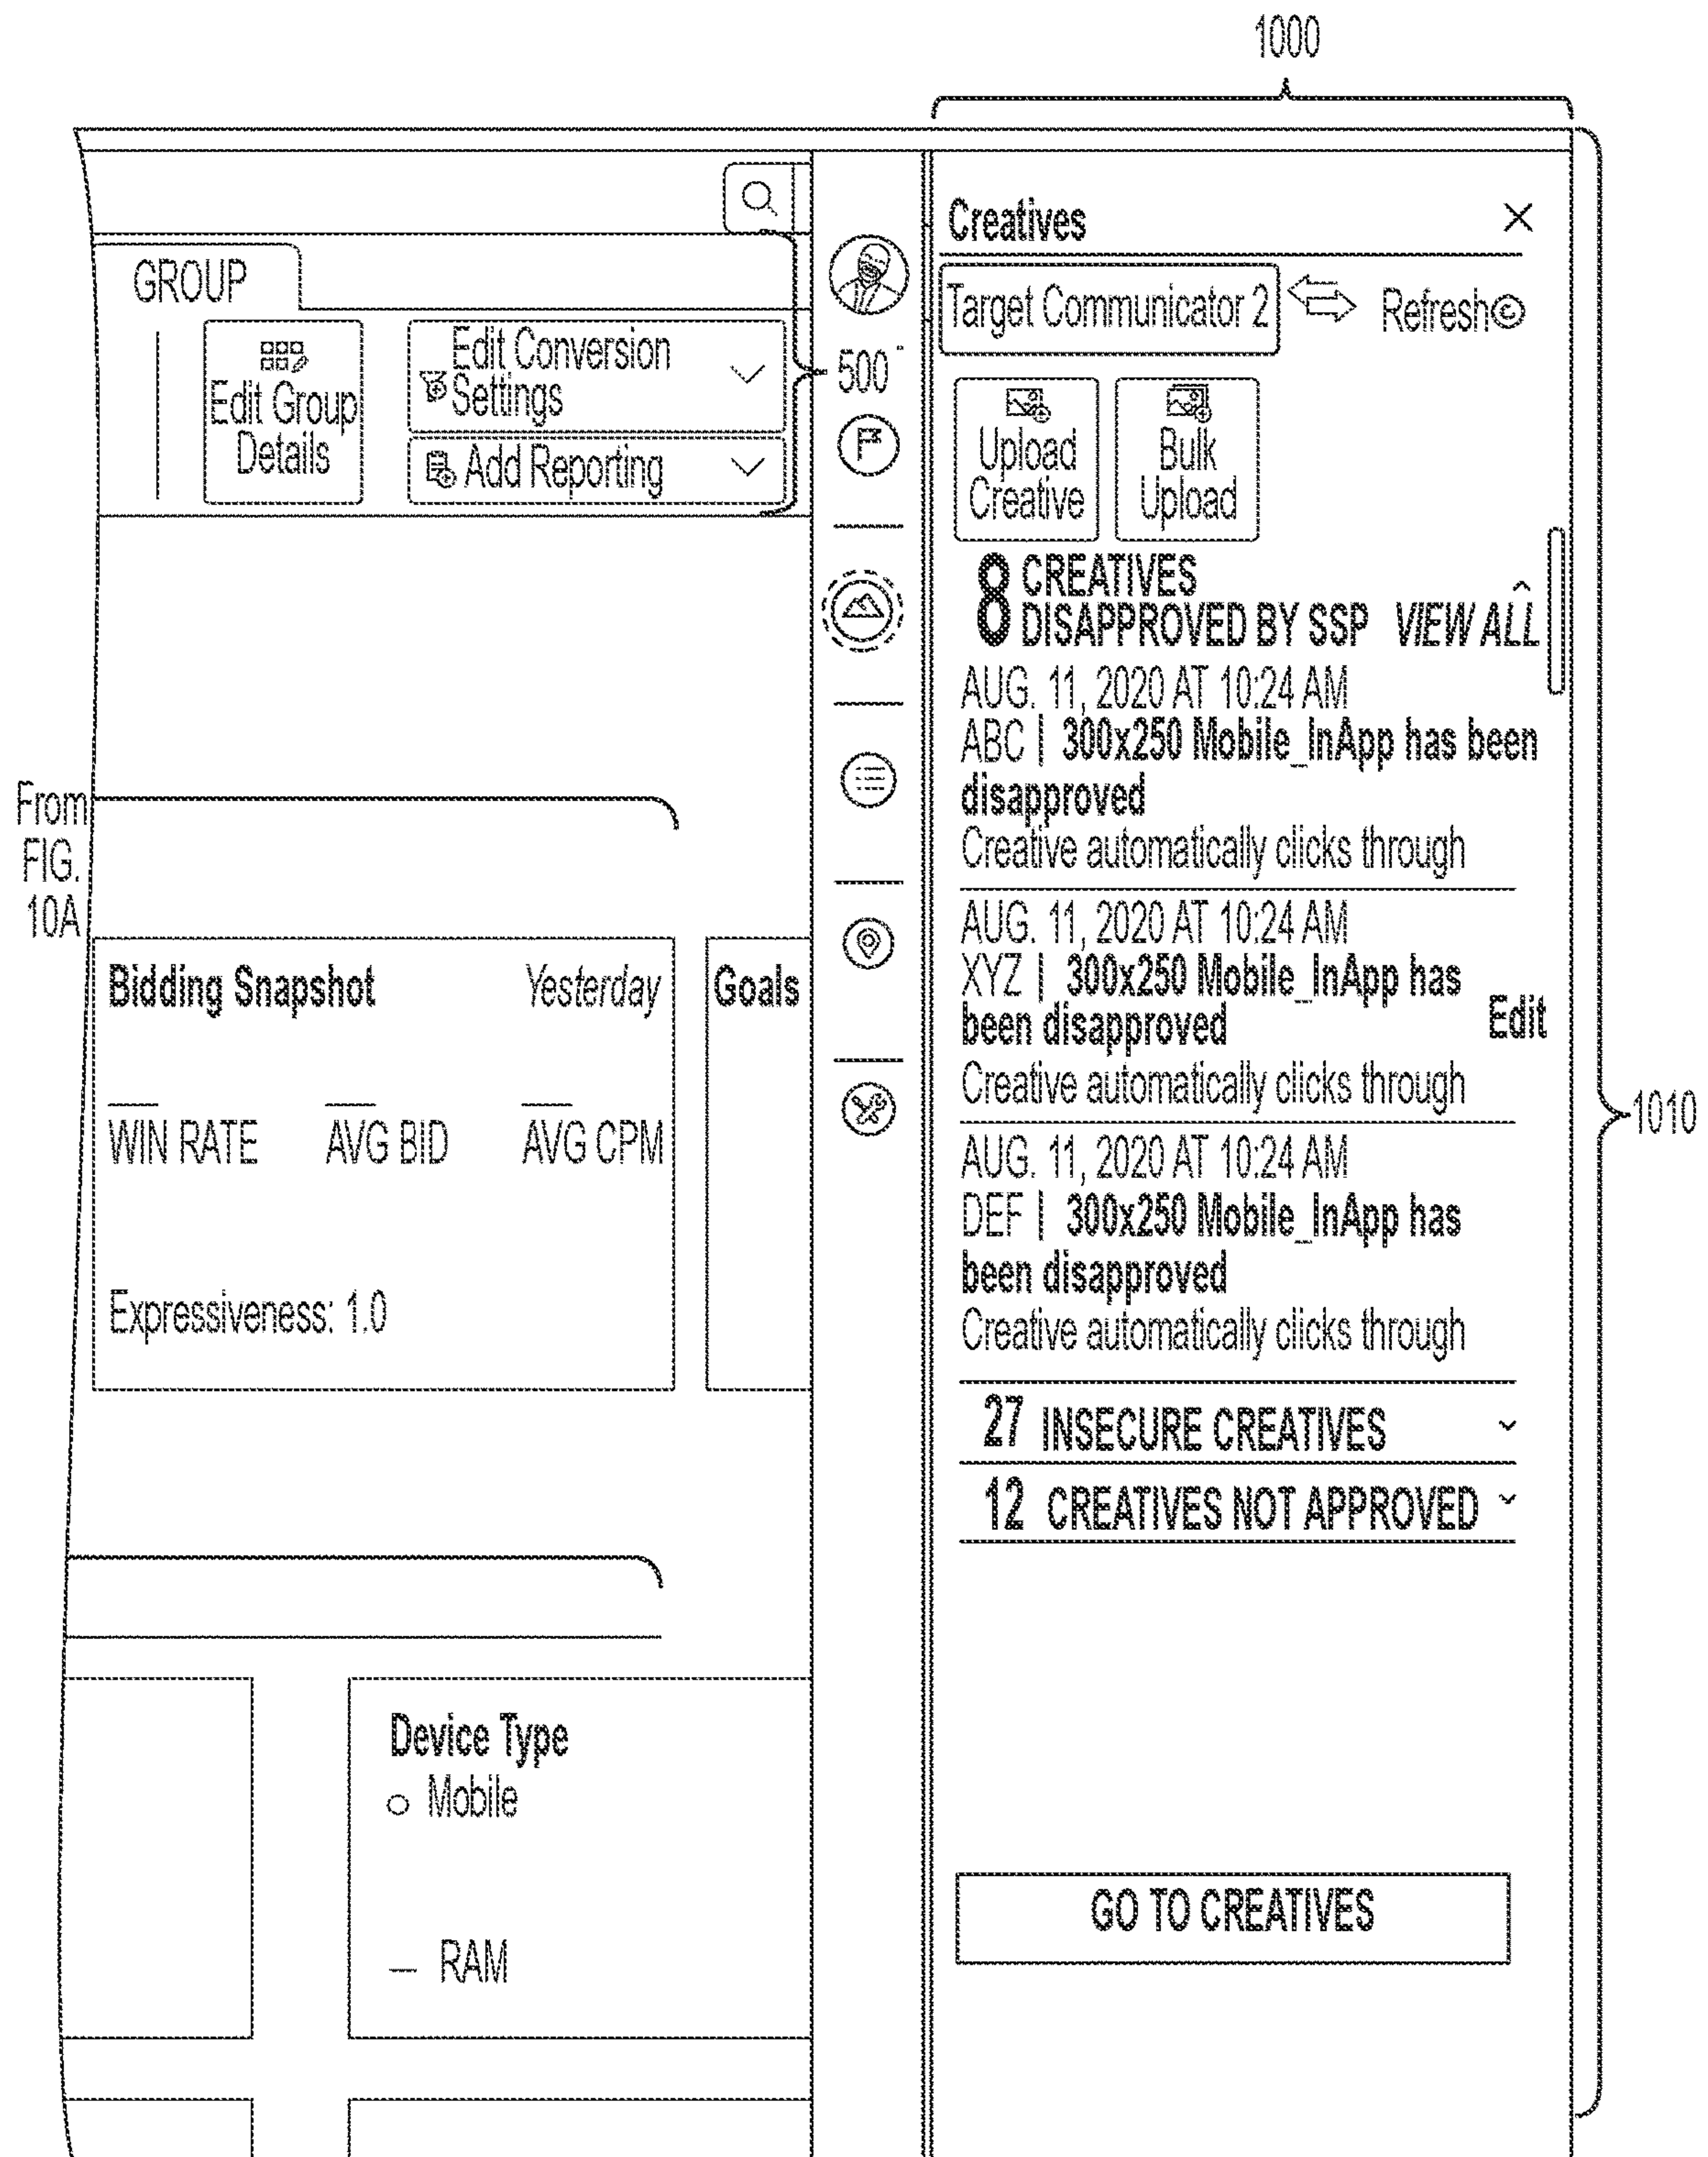 1000
GROUP
Edit Group
Details
Edit Conversion
Settings
Add Reporting
500
From
FIG.
10A
Bidding Snapshot Yesterday
WIN RATE AVG BID AVG CPM
Expressiveness: 1.0
Goals
Device Type
Mobile
RAM
Creatives
Target Communicator 2
Refresh
Upload
Creative
Bulk
Upload
8 CREATIVES
DISAPPROVED BY SSP VIEW ALL
AUG. 11, 2020 AT 10:24 AM
ABC | 300x250 Mobile_InApp has been
disapproved
Creative automatically clicks through
AUG. 11, 2020 AT 10:24 AM
XYZ | 300x250 Mobile_InApp has
been disapproved
Edit
Creative automatically clicks through
AUG. 11, 2020 AT 10:24 AM
DEF | 300x250 Mobile_InApp has
been disapproved
Creative automatically clicks through
27 INSECURE CREATIVES
12 CREATIVES NOT APPROVED
GO TO CREATIVES
1010